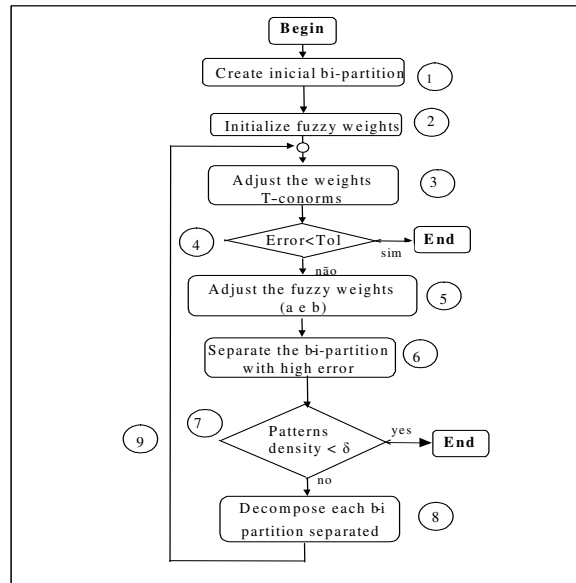 Begin
Create inicial bi-partition
1
Initialize fuzzy weights
2
Adjust the weights
T-conorms
3
4
Error<Tol
End
sim
não
Adjust the fuzzy weights
(a e b)
5
Separate the bi-partition
with high error
6
7
Patterns
density < δ
yes
End
9
no
Decompose each bi
partition separated
8